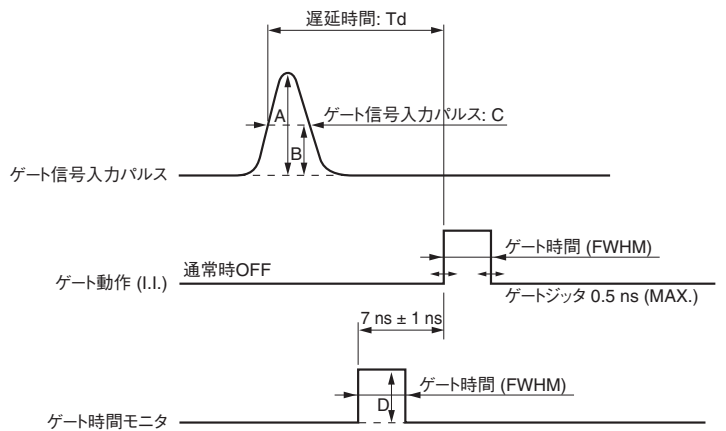 遅延時間: Td
A
ゲート信号入力パルス: C
B
ゲート信号入力パルス
通常時OFF
ゲート時間 (FWHM)
ゲート動作 (I.I.)
ゲートジッタ 0.5 ns (MAX.)
7 ns ± 1 ns
ゲート時間 (FWHM)
D
ゲート時間モニタ